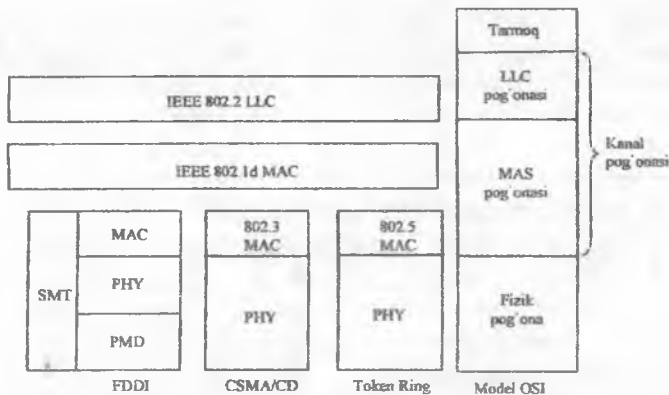 Tarmoq
LLC
pog`onasi
IEEE 802.2 LLC
Kanal
pog`onasi
IEEE 802.1d MAC
MAS
pog`onasi
MAC
802.3
MAC
802.5
MAC
SMT
PHY
PHY
PHY
Fizik
pog`ona
PMD
FDDI
CSMA/CD
Token Ring
Model OSI